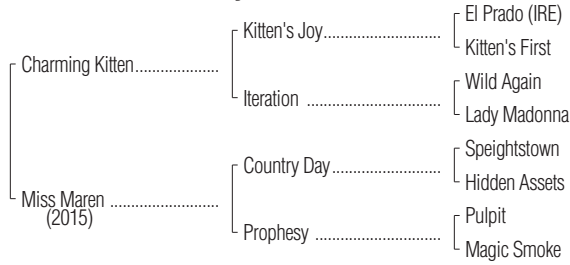 El Prado (IRE)
Kitten's Joy
Kitten's First
Charming Kitten
Wild Again
Iteration
Lady Madonna
Speightstown
Country Day
Hidden Assets
Miss Maren
(2015)
Pulpit
Prophesy
Magic Smoke